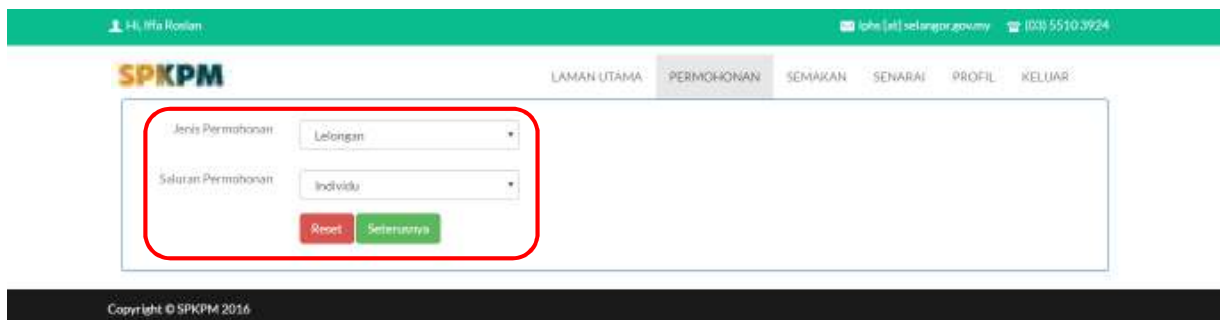 Hi, Iffa Roslan
lphs [at] selangor.gov.my (03) 5510 3924
SPKPM
LAMAN UTAMA PERMOHONAN SEMAKAN SENARAI PROFIL KELUAR
Jenis Permohonan Lelongan
Saluran Permohonan Individu
Reset Seterusnya
Copyright © SPKPM 2016